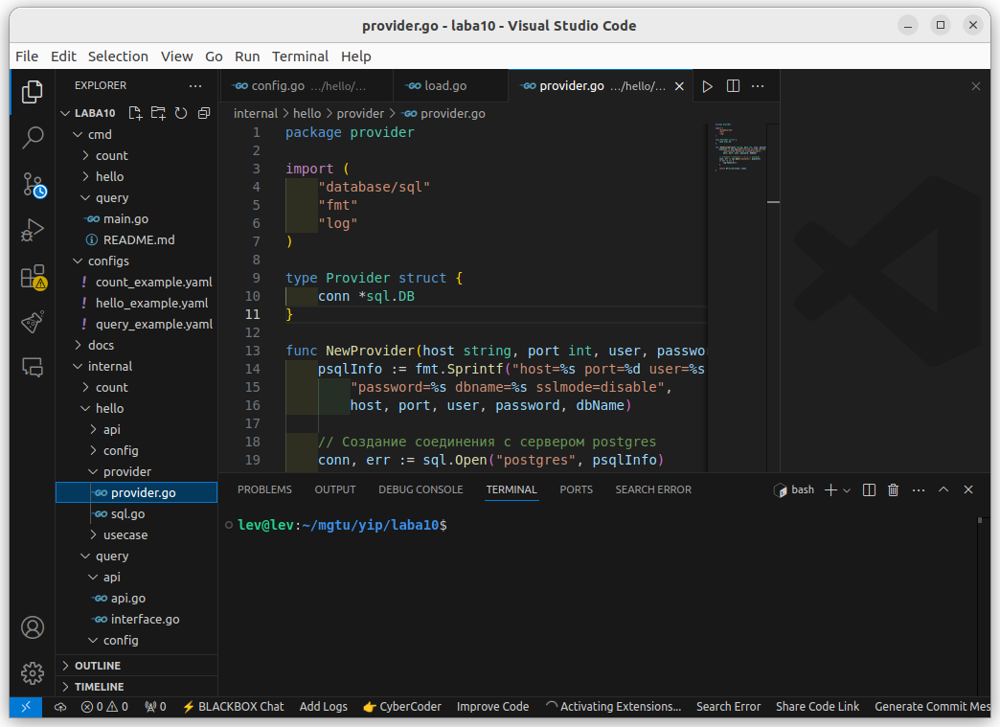 provider.go - laba10 - Visual Studio Code
File Edit Selection View Go Run Terminal Help
EXPLORER
LABA10
cmd
count
hello
query
main.go
README.md
configs
count_example.yaml
hello_example.yaml
query_example.yaml
docs
internal
count
hello
api
config
provider
provider.go
sql.go
usecase
query
api
api.go
interface.go
config
OUTLINE
TIMELINE
config.go .../hello/...
load.go
provider.go .../hello/...
internal > hello > provider > provider.go
1 package provider
2
3 import (
4 "database/sql"
5 "fmt"
6 "log"
7 )
8
9 type Provider struct {
10 conn *sql.DB
11 }
12
13 func NewProvider(host string, port int, user, passwo
14 psqlInfo := fmt.Sprintf("host=%s port=%d user=%s
15 "password=%s dbname=%s sslmode=disable",
16 host, port, user, password, dbName)
17
18 // Создание соединения с сервером postgres
19 conn, err := sql.Open("postgres", psqlInfo)
PROBLEMS OUTPUT DEBUG CONSOLE TERMINAL PORTS SEARCH ERROR
bash
lev@lev:~/mgtu/yip/laba10$
0 0 0 BLACKBOX Chat Add Logs CyberCoder Improve Code Activating Extensions... Search Error Share Code Link Generate Commit Mes